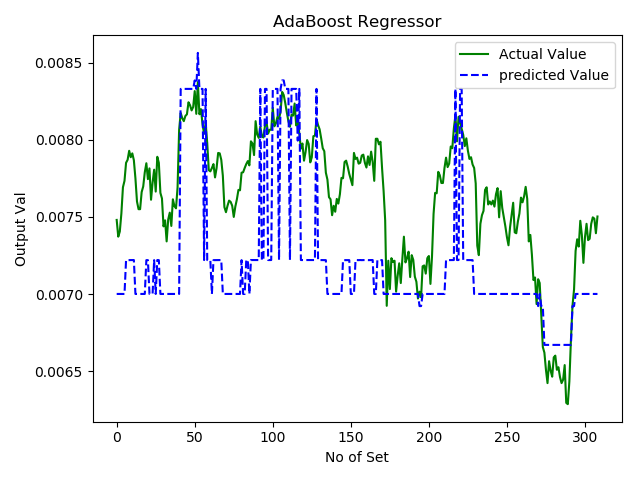 AdaBoost Regressor
Actual Value
predicted Value
0.0085
0.0080
0.0075
0.0070
0.0065
Output Val
0 50 100 150 200 250 300
No of Set